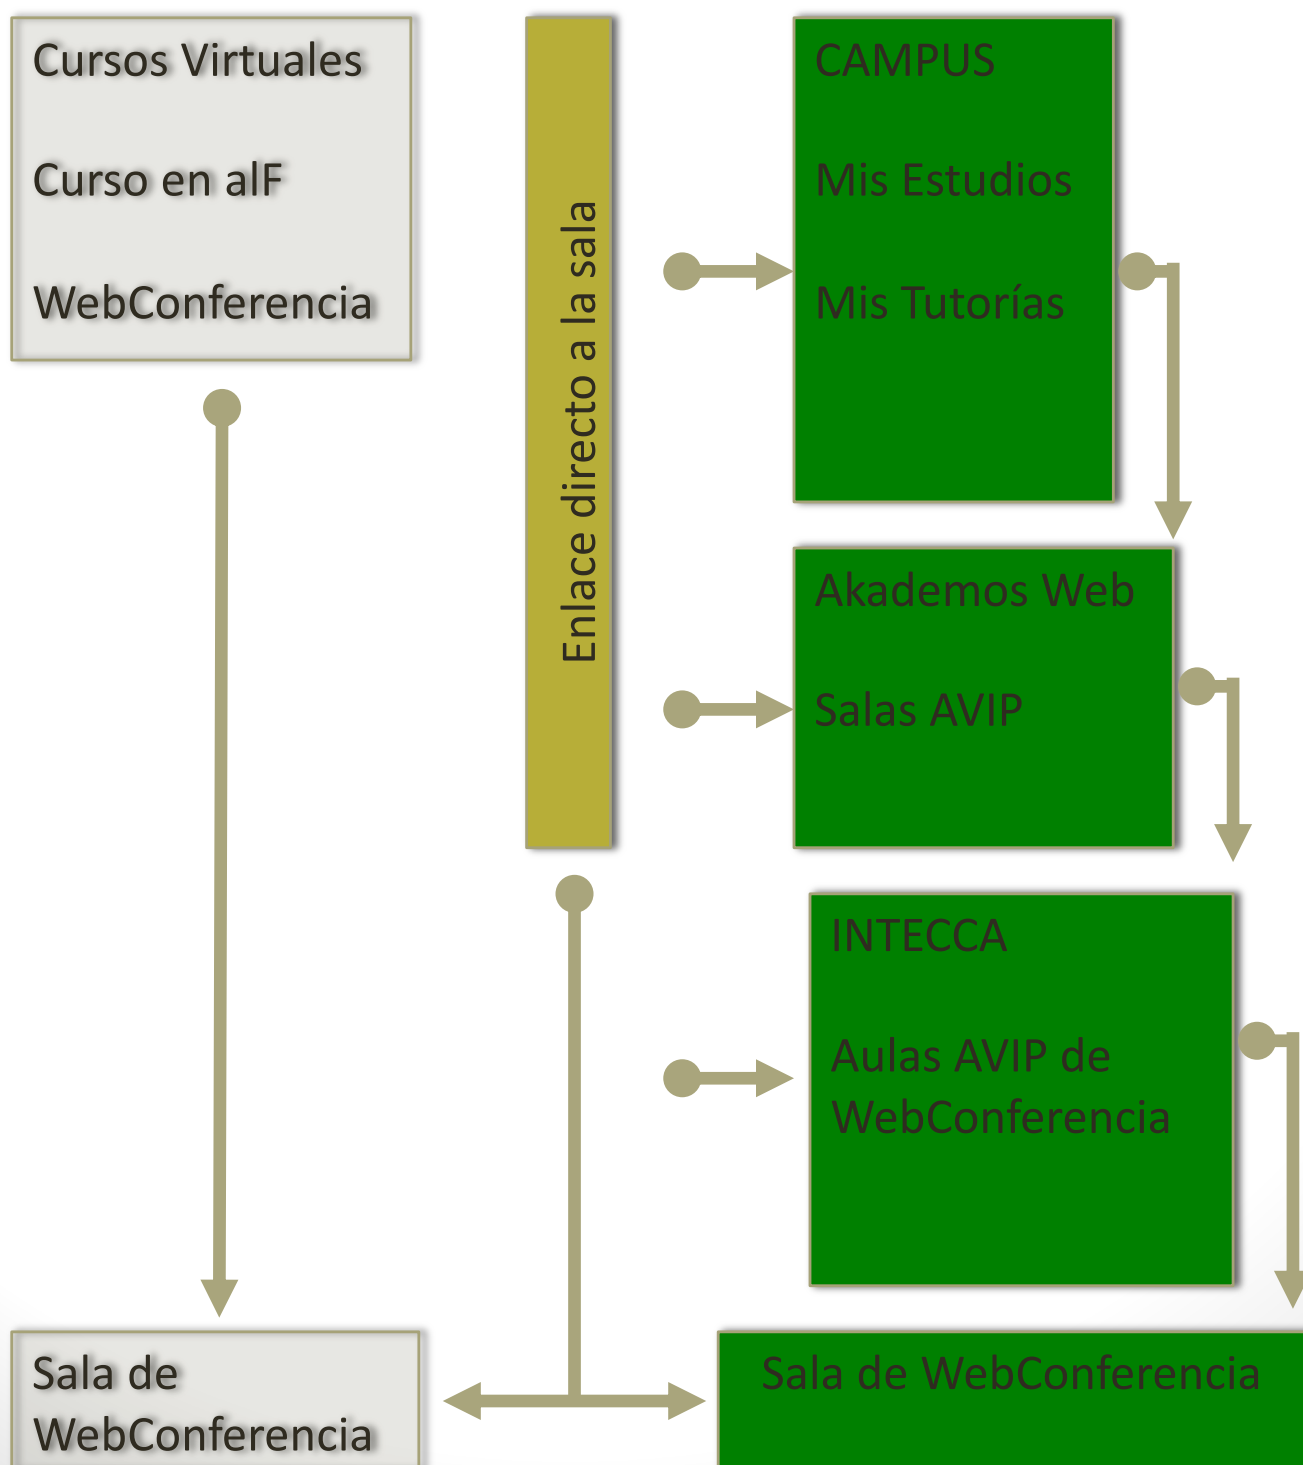 Cursos Virtuales
Curso en alF
WebConferencia
Enlace directo a la sala
CAMPUS
Mis Estudios
Mis Tutorías
Akademos Web
Salas AVIP
INTECCA
Aulas AVIP de
WebConferencia
Sala de
WebConferencia
Sala de WebConferencia